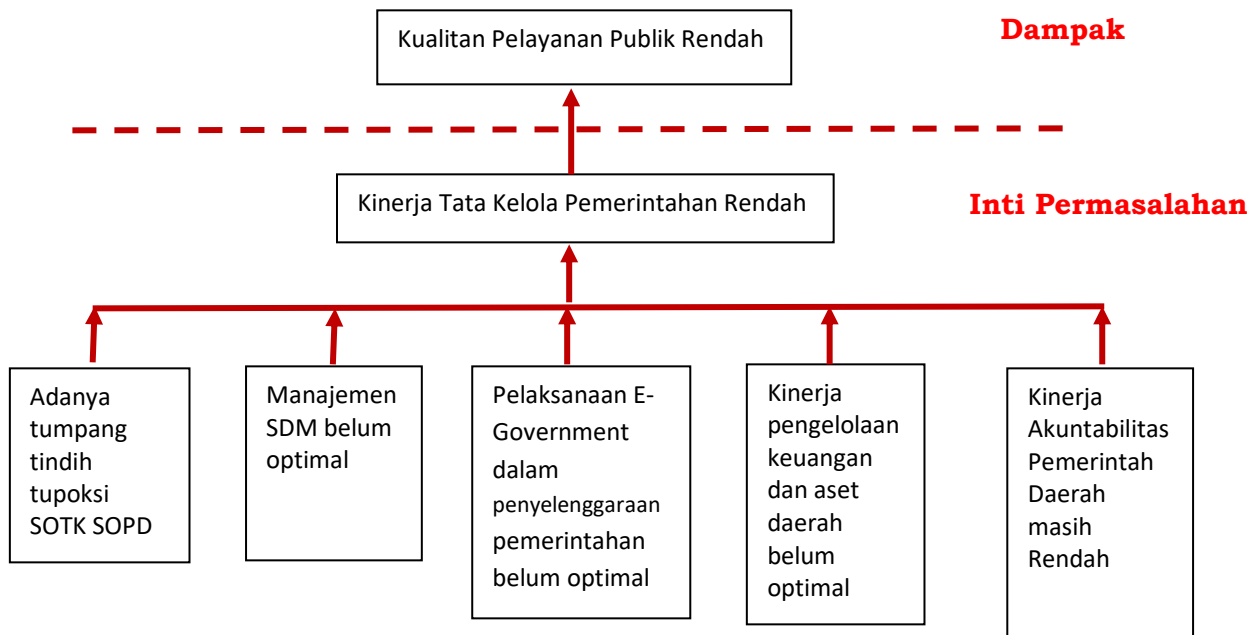 Kualitan Pelayanan Publik Rendah
Dampak
Kinerja Tata Kelola Pemerintahan Rendah
Inti Permasalahan
Adanya
tumpang
tindih
tupoksi
SOTK SOPD
Manajemen
SDM belum
optimal
Pelaksanaan E-
Government
dalam
penyelenggaraan
pemerintahan
belum optimal
Kinerja
pengelolaan
keuangan
dan aset
daerah
belum
optimal
Kinerja
Akuntabilitas
Pemerintah
Daerah
masih
Rendah